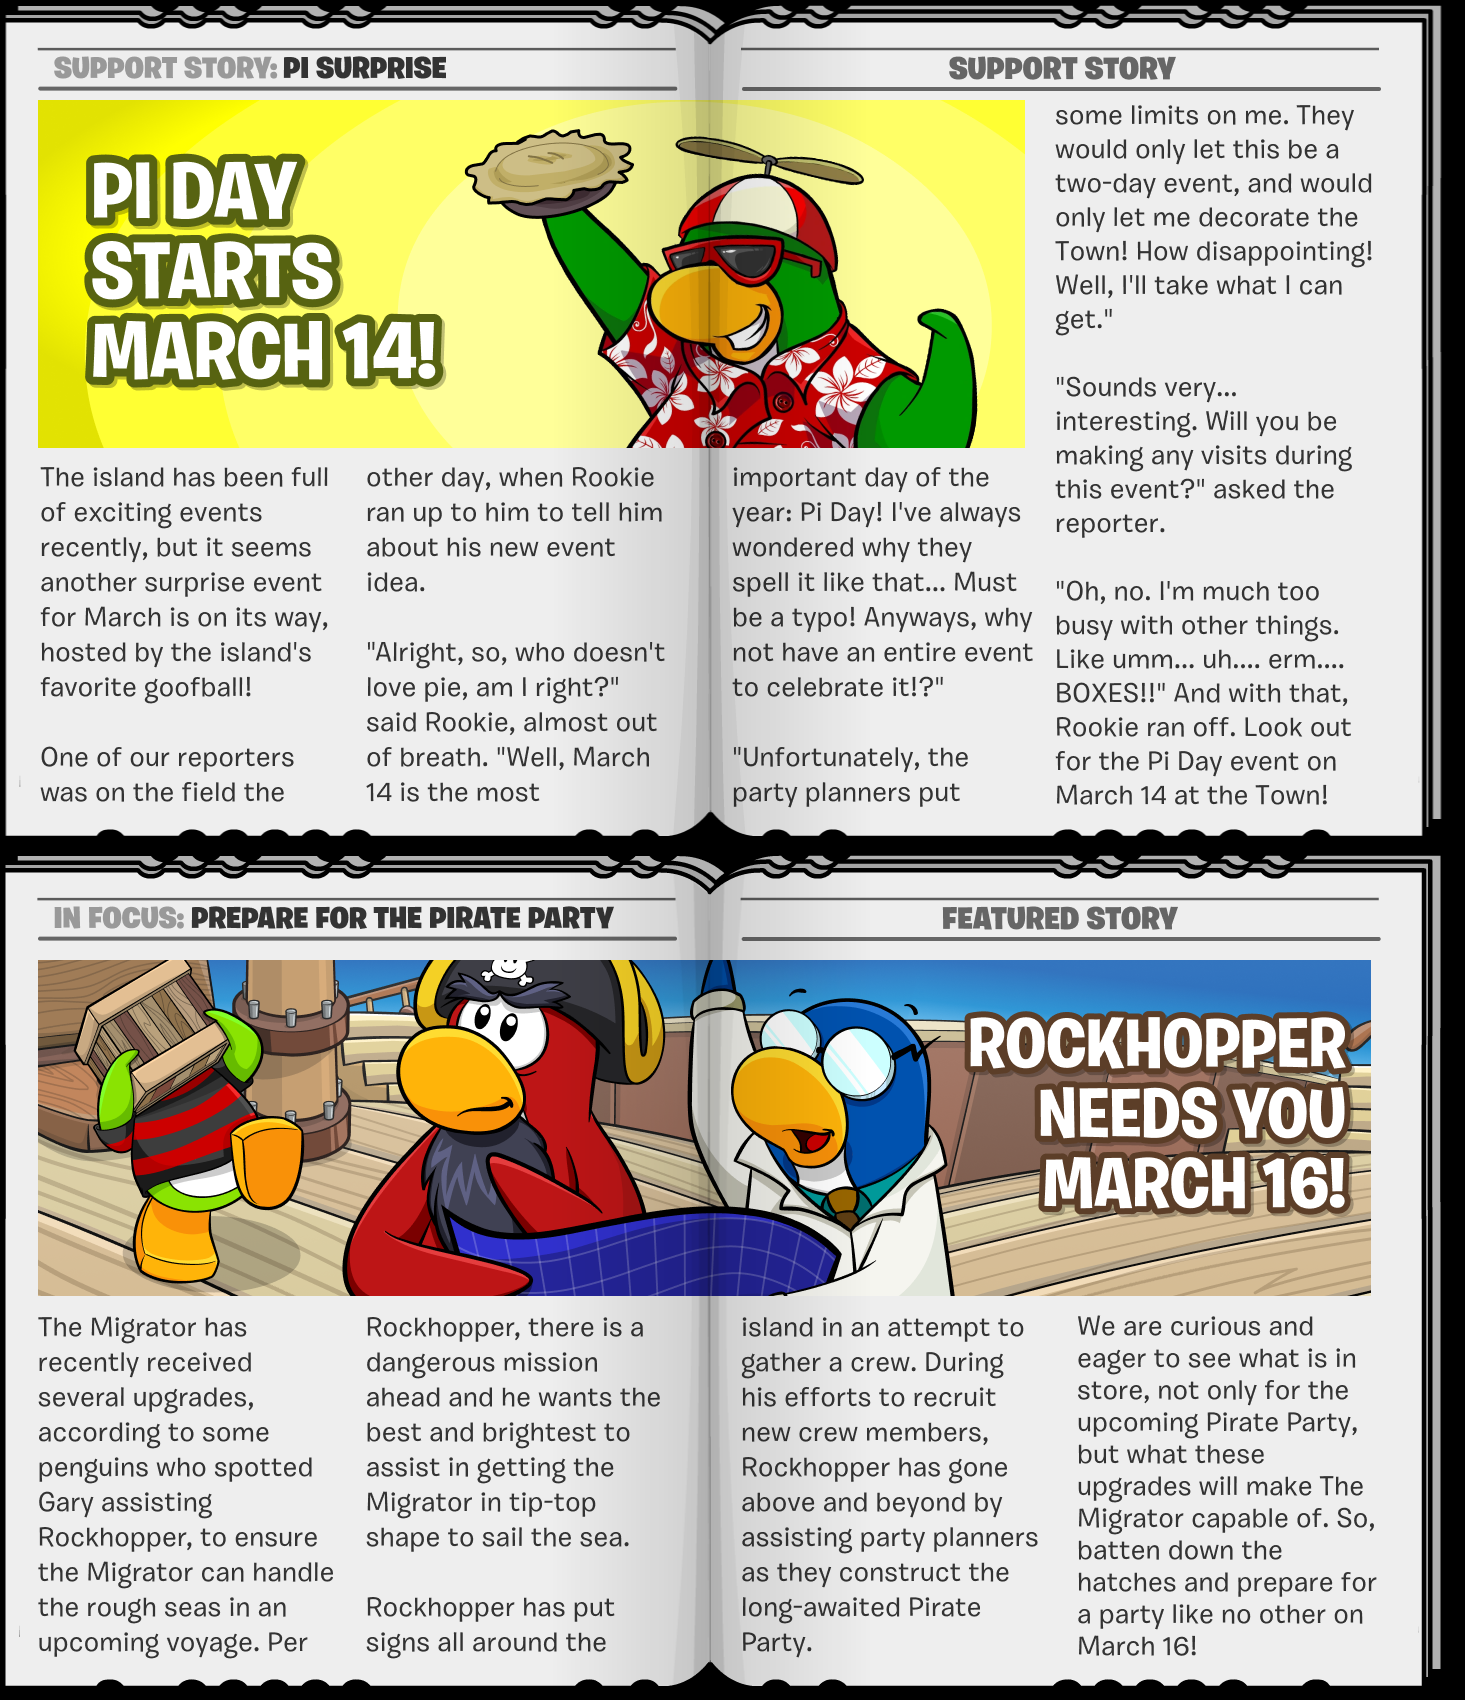 SUPPORT STORY: PI SURPRISE
SUPPORT STORY
PI DAY
STARTS
MARCH 14!
The island has been full
of exciting events
recently, but it seems
another surprise event
for March is on its way,
hosted by the island's
favorite goofball!
One of our reporters
was on the field the
other day, when Rookie
ran up to him to tell him
about his new event
idea.
"Alright, so, who doesn't
love pie, am I right?"
said Rookie, almost out
of breath. "Well, March
14 is the most
important day of the
year: Pi Day! I've always
wondered why they
spell it like that... Must
be a typo! Anyways, why
not have an entire event
to celebrate it!?"
"Unfortunately, the
party planners put
some limits on me. They
would only let this be a
two-day event, and would
only let me decorate the
Town! How disappointing!
Well, I'll take what I can
get."
"Sounds very...
interesting. Will you be
making any visits during
this event?" asked the
reporter.
"Oh, no. I'm much too
busy with other things.
Like umm... uh.... erm....
BOXES!!" And with that,
Rookie ran off. Look out
for the Pi Day event on
March 14 at the Town!
IN FOCUS: PREPARE FOR THE PIRATE PARTY
FEATURED STORY
ROCKHOPPER
NEEDS YOU
MARCH 16!
The Migrator has
recently received
several upgrades,
according to some
penguins who spotted
Gary assisting
Rockhopper, to ensure
the Migrator can handle
the rough seas in an
upcoming voyage. Per
Rockhopper, there is a
dangerous mission
ahead and he wants the
best and brightest to
assist in getting the
Migrator in tip-top
shape to sail the sea.
Rockhopper has put
signs all around the
island in an attempt to
gather a crew. During
his efforts to recruit
new crew members,
Rockhopper has gone
above and beyond by
assisting party planners
as they construct the
long-awaited Pirate
Party.
We are curious and
eager to see what is in
store, not only for the
upcoming Pirate Party,
but what these
upgrades will make The
Migrator capable of. So,
batten down the
hatches and prepare for
a party like no other on
March 16!